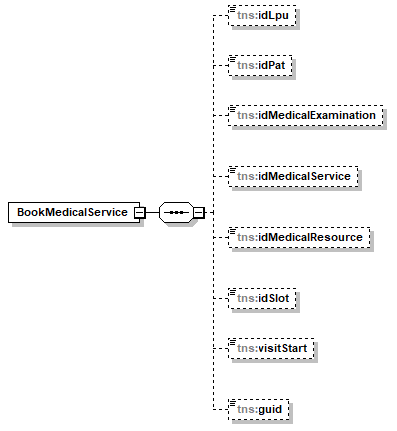 tns:idLpu
tns:idPat
tns:idMedicalExamination
tns:idMedicalService
BookMedicalService
tns:idMedicalResource
tns:idSlot
tns:visitStart
tns:guid